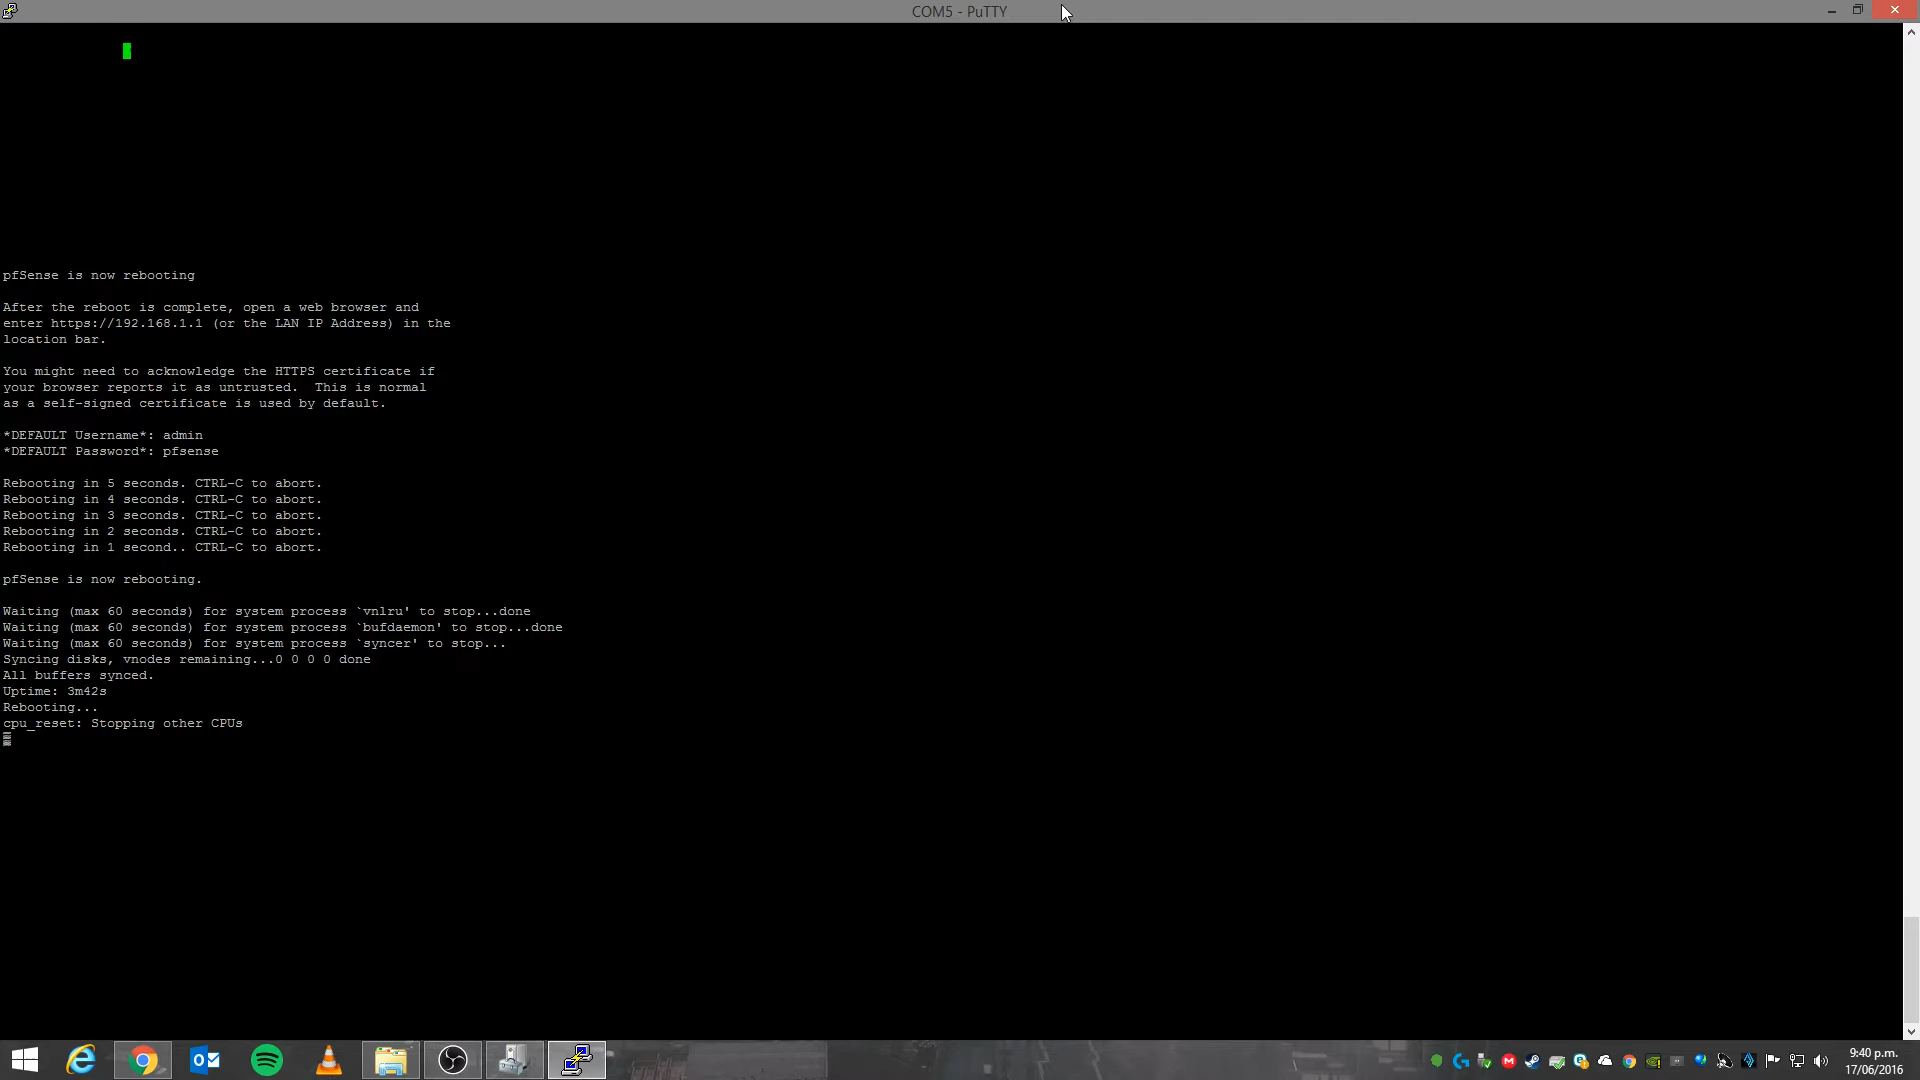 COM5 - PuTTY
pfSense is now rebooting
After the reboot is complete, open a web browser and
enter https://192.168.1.1 (or the LAN IP Address) in the
location bar.
You might need to acknowledge the HTTPS certificate if
your browser reports it as untrusted.  This is normal
as a self-signed certificate is used by default.
*DEFAULT Username*: admin
*DEFAULT Password*: pfsense
Rebooting in 5 seconds. CTRL-C to abort.
Rebooting in 4 seconds. CTRL-C to abort.
Rebooting in 3 seconds. CTRL-C to abort.
Rebooting in 2 seconds. CTRL-C to abort.
Rebooting in 1 second.. CTRL-C to abort.
pfSense is now rebooting.
Waiting (max 60 seconds) for system process `vnlru' to stop...done
Waiting (max 60 seconds) for system process `bufdaemon' to stop...done
Waiting (max 60 seconds) for system process `syncer' to stop...
Syncing disks, vnodes remaining...0 0 0 0 done
All buffers synced.
Uptime: 3m42s
Rebooting...
cpu_reset: Stopping other CPUs
9:40 p.m.
17/06/2016